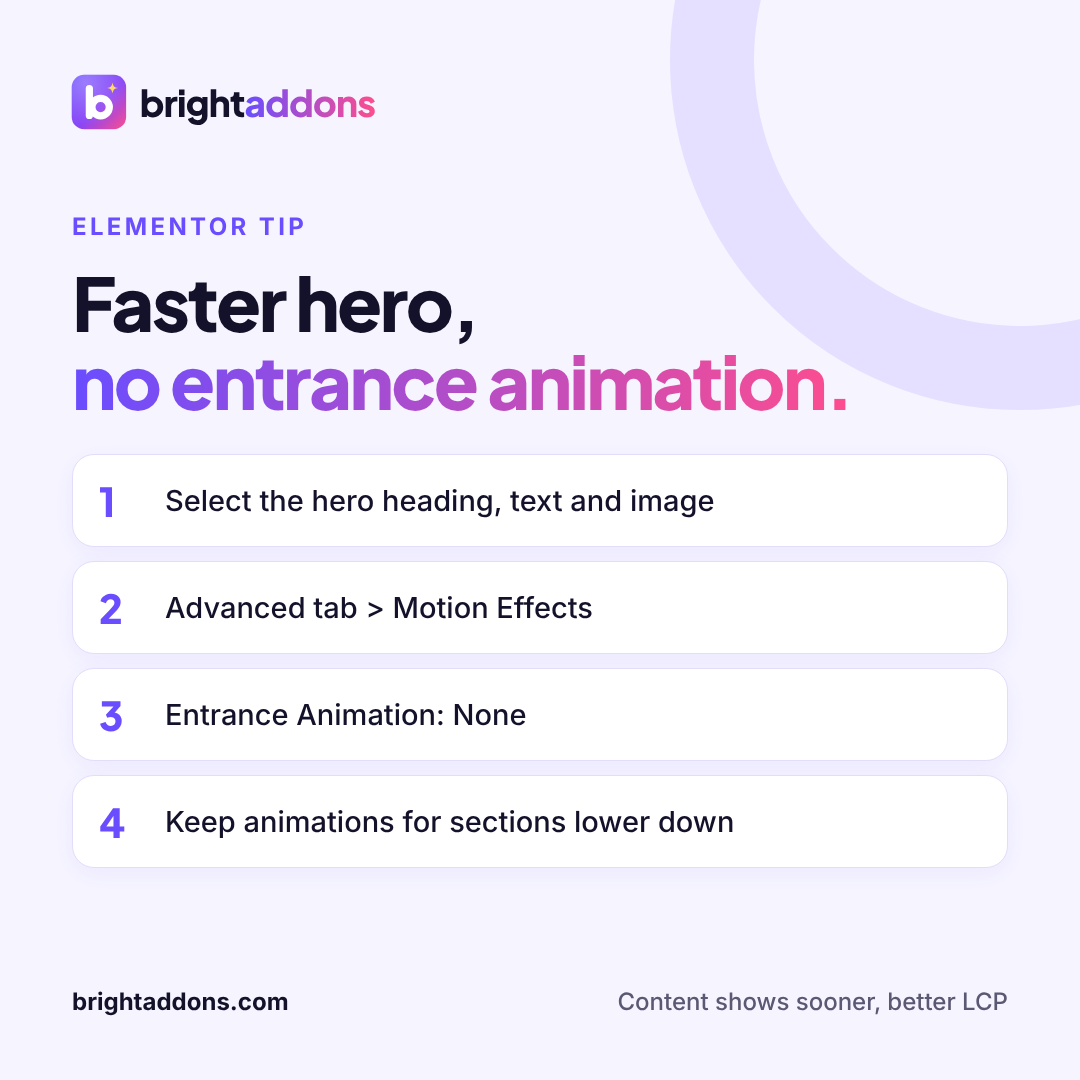 brightaddons
ELEMENTOR TIP
Faster hero,
no entrance animation.
1 Select the hero heading, text and image
2 Advanced tab > Motion Effects
3 Entrance Animation: None
4 Keep animations for sections lower down
brightaddons.com
Content shows sooner, better LCP